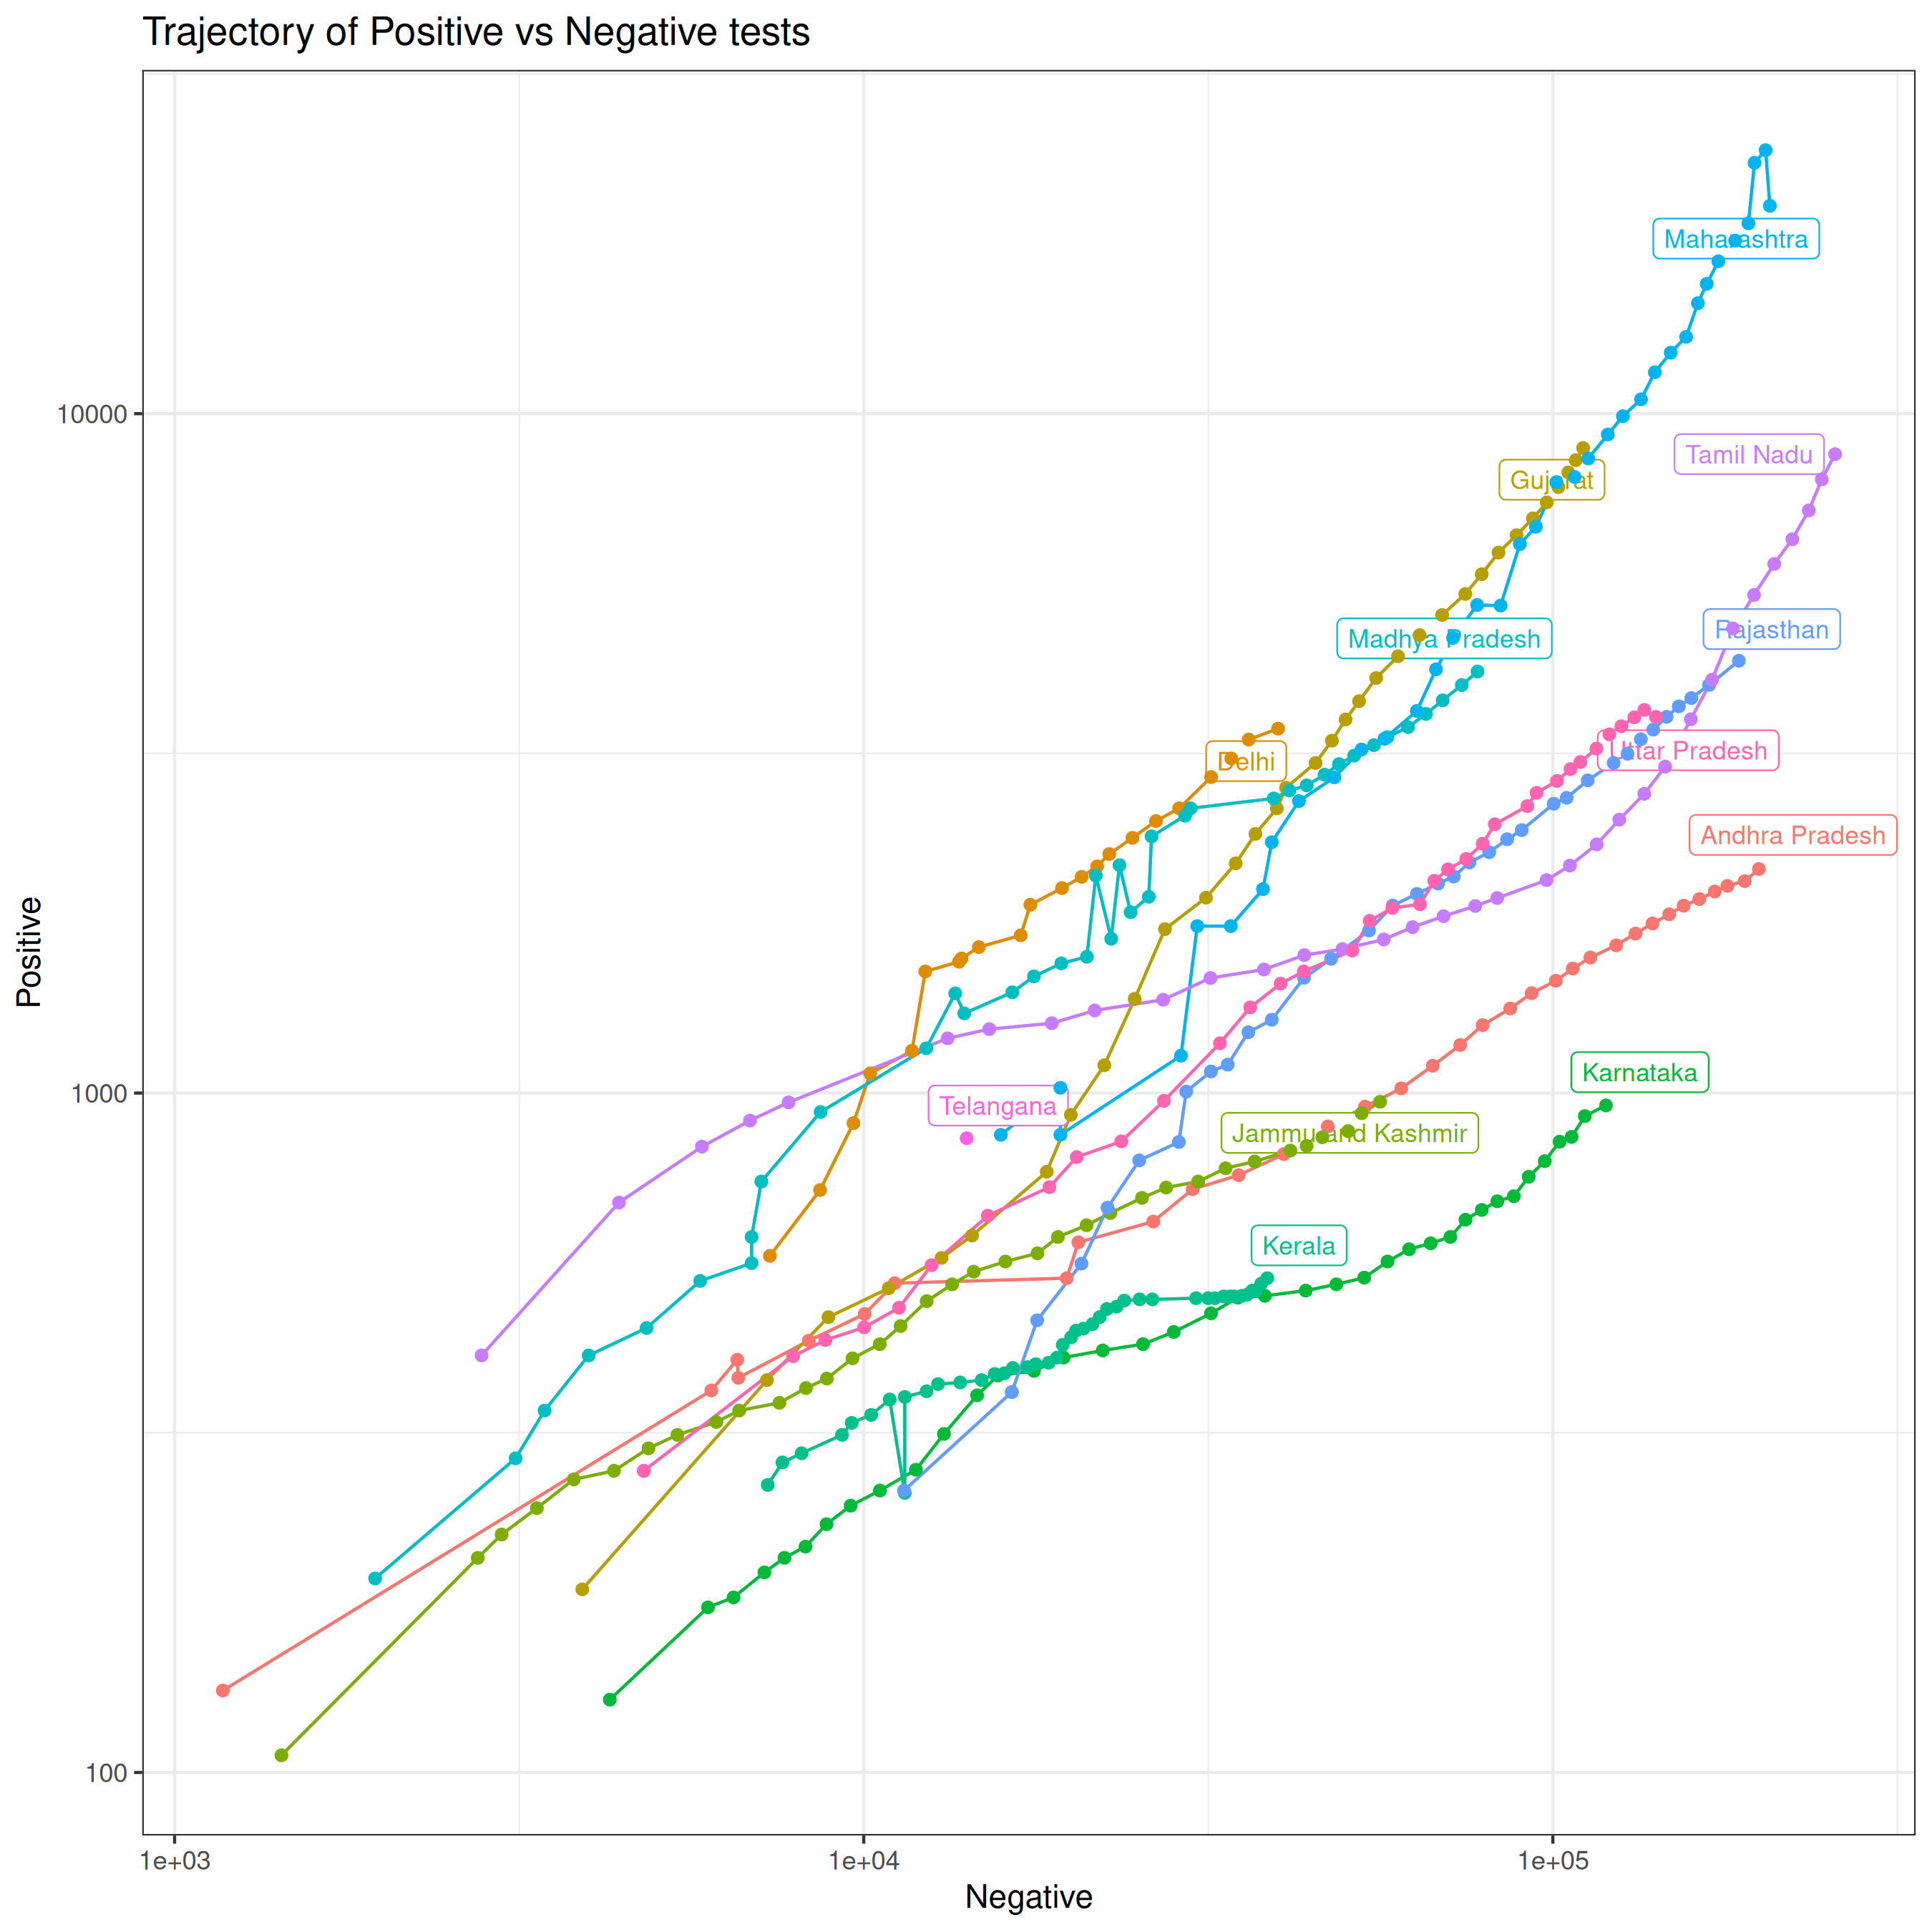 Trajectory of Positive vs Negative tests
Maharashtra
10000
Tamil Nadu
Gujarat
Rajasthan
Madhya Pradesh
Uttar Pradesh
Delhi
Andhra Pradesh
Positive
Karnataka
1000
Telangana
Jammu and Kashmir
Kerala
100
1e+03
1e+04
1e+05
Negative